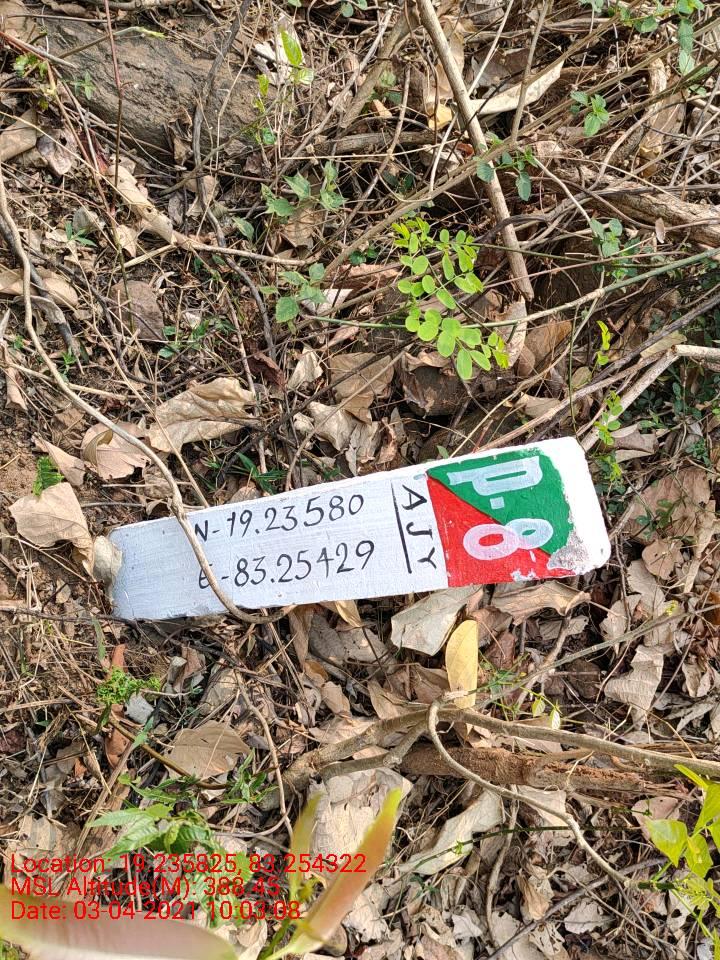 N-19.23580
E-83.25429
AJY
P.8
Location: 19.235825, 83.254322
MSL Altitude(M): 388.45
Date: 03-04-2021 10:03:08